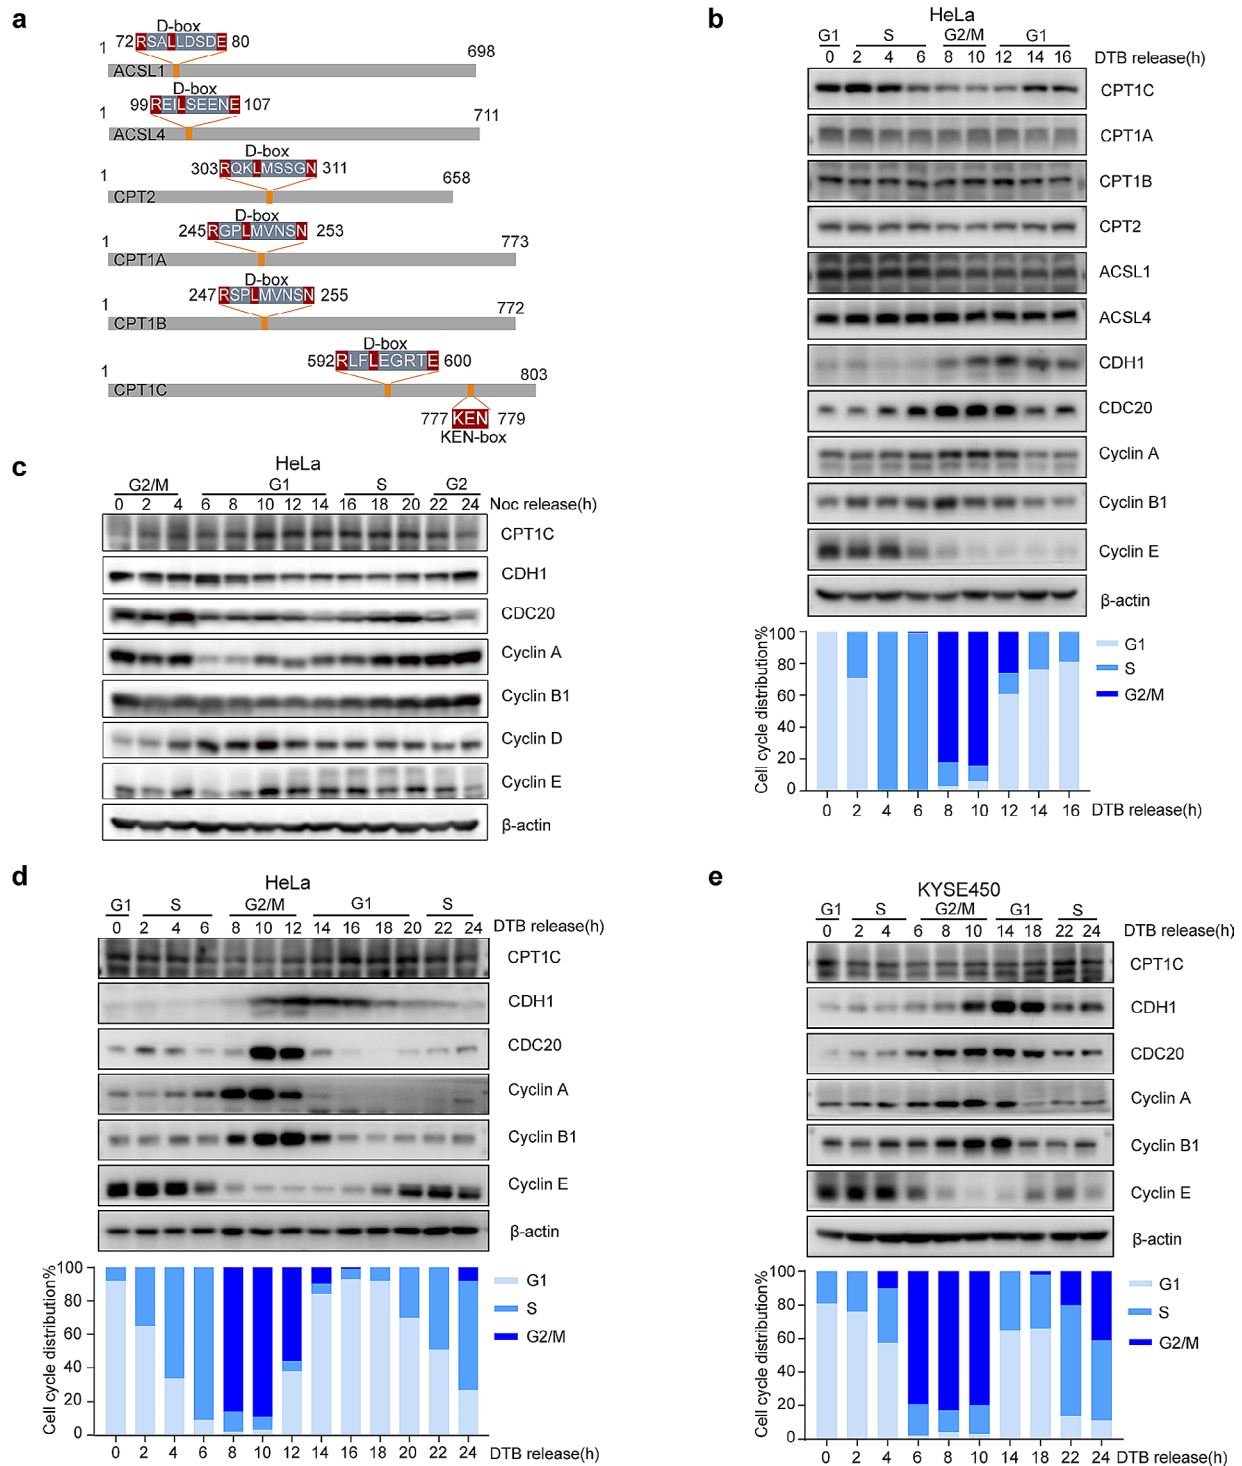 a
D-box
72 RSALLDSDE 80
1
698
ACSL1
D-box
99 REILSEENE 107
1
711
ACSL4
D-box
303 RQKLMSSGN 311
1
658
CPT2
D-box
245 RGPLMVNSN 253
1
773
CPT1A
D-box
247 RSPLMVNSN 255
1
772
CPT1B
D-box
592 RLFLEGRTE 600
1
803
CPT1C
777 KEN 779
KEN-box
b
HeLa
G1 S G2/M G1
0 2 4 6 8 10 12 14 16 DTB release(h)
CPT1C
CPT1A
CPT1B
CPT2
ACSL1
ACSL4
CDH1
CDC20
Cyclin A
Cyclin B1
Cyclin E
β-actin
Cell cycle distribution%
100
80
60
40
20
0
G1
S
G2/M
0 2 4 6 8 10 12 14 16 DTB release(h)
c
HeLa
G2/M G1 S G2
0 2 4 6 8 10 12 14 16 18 20 22 24 Noc release(h)
CPT1C
CDH1
CDC20
Cyclin A
Cyclin B1
Cyclin D
Cyclin E
β-actin
d
HeLa
G1 S G2/M G1 S
0 2 4 6 8 10 12 14 16 18 20 22 24 DTB release(h)
CPT1C
CDH1
CDC20
Cyclin A
Cyclin B1
Cyclin E
β-actin
Cell cycle distribution%
100
80
60
40
20
0
G1
S
G2/M
0 2 4 6 8 10 12 14 16 18 20 22 24 DTB release(h)
e
KYSE450
G1 S G2/M G1 S
0 2 4 6 8 10 14 18 22 24 DTB release(h)
CPT1C
CDH1
CDC20
Cyclin A
Cyclin B1
Cyclin E
β-actin
Cell cycle distribution%
100
80
60
40
20
0
G1
S
G2/M
0 2 4 6 8 10 14 18 22 24 DTB release(h)